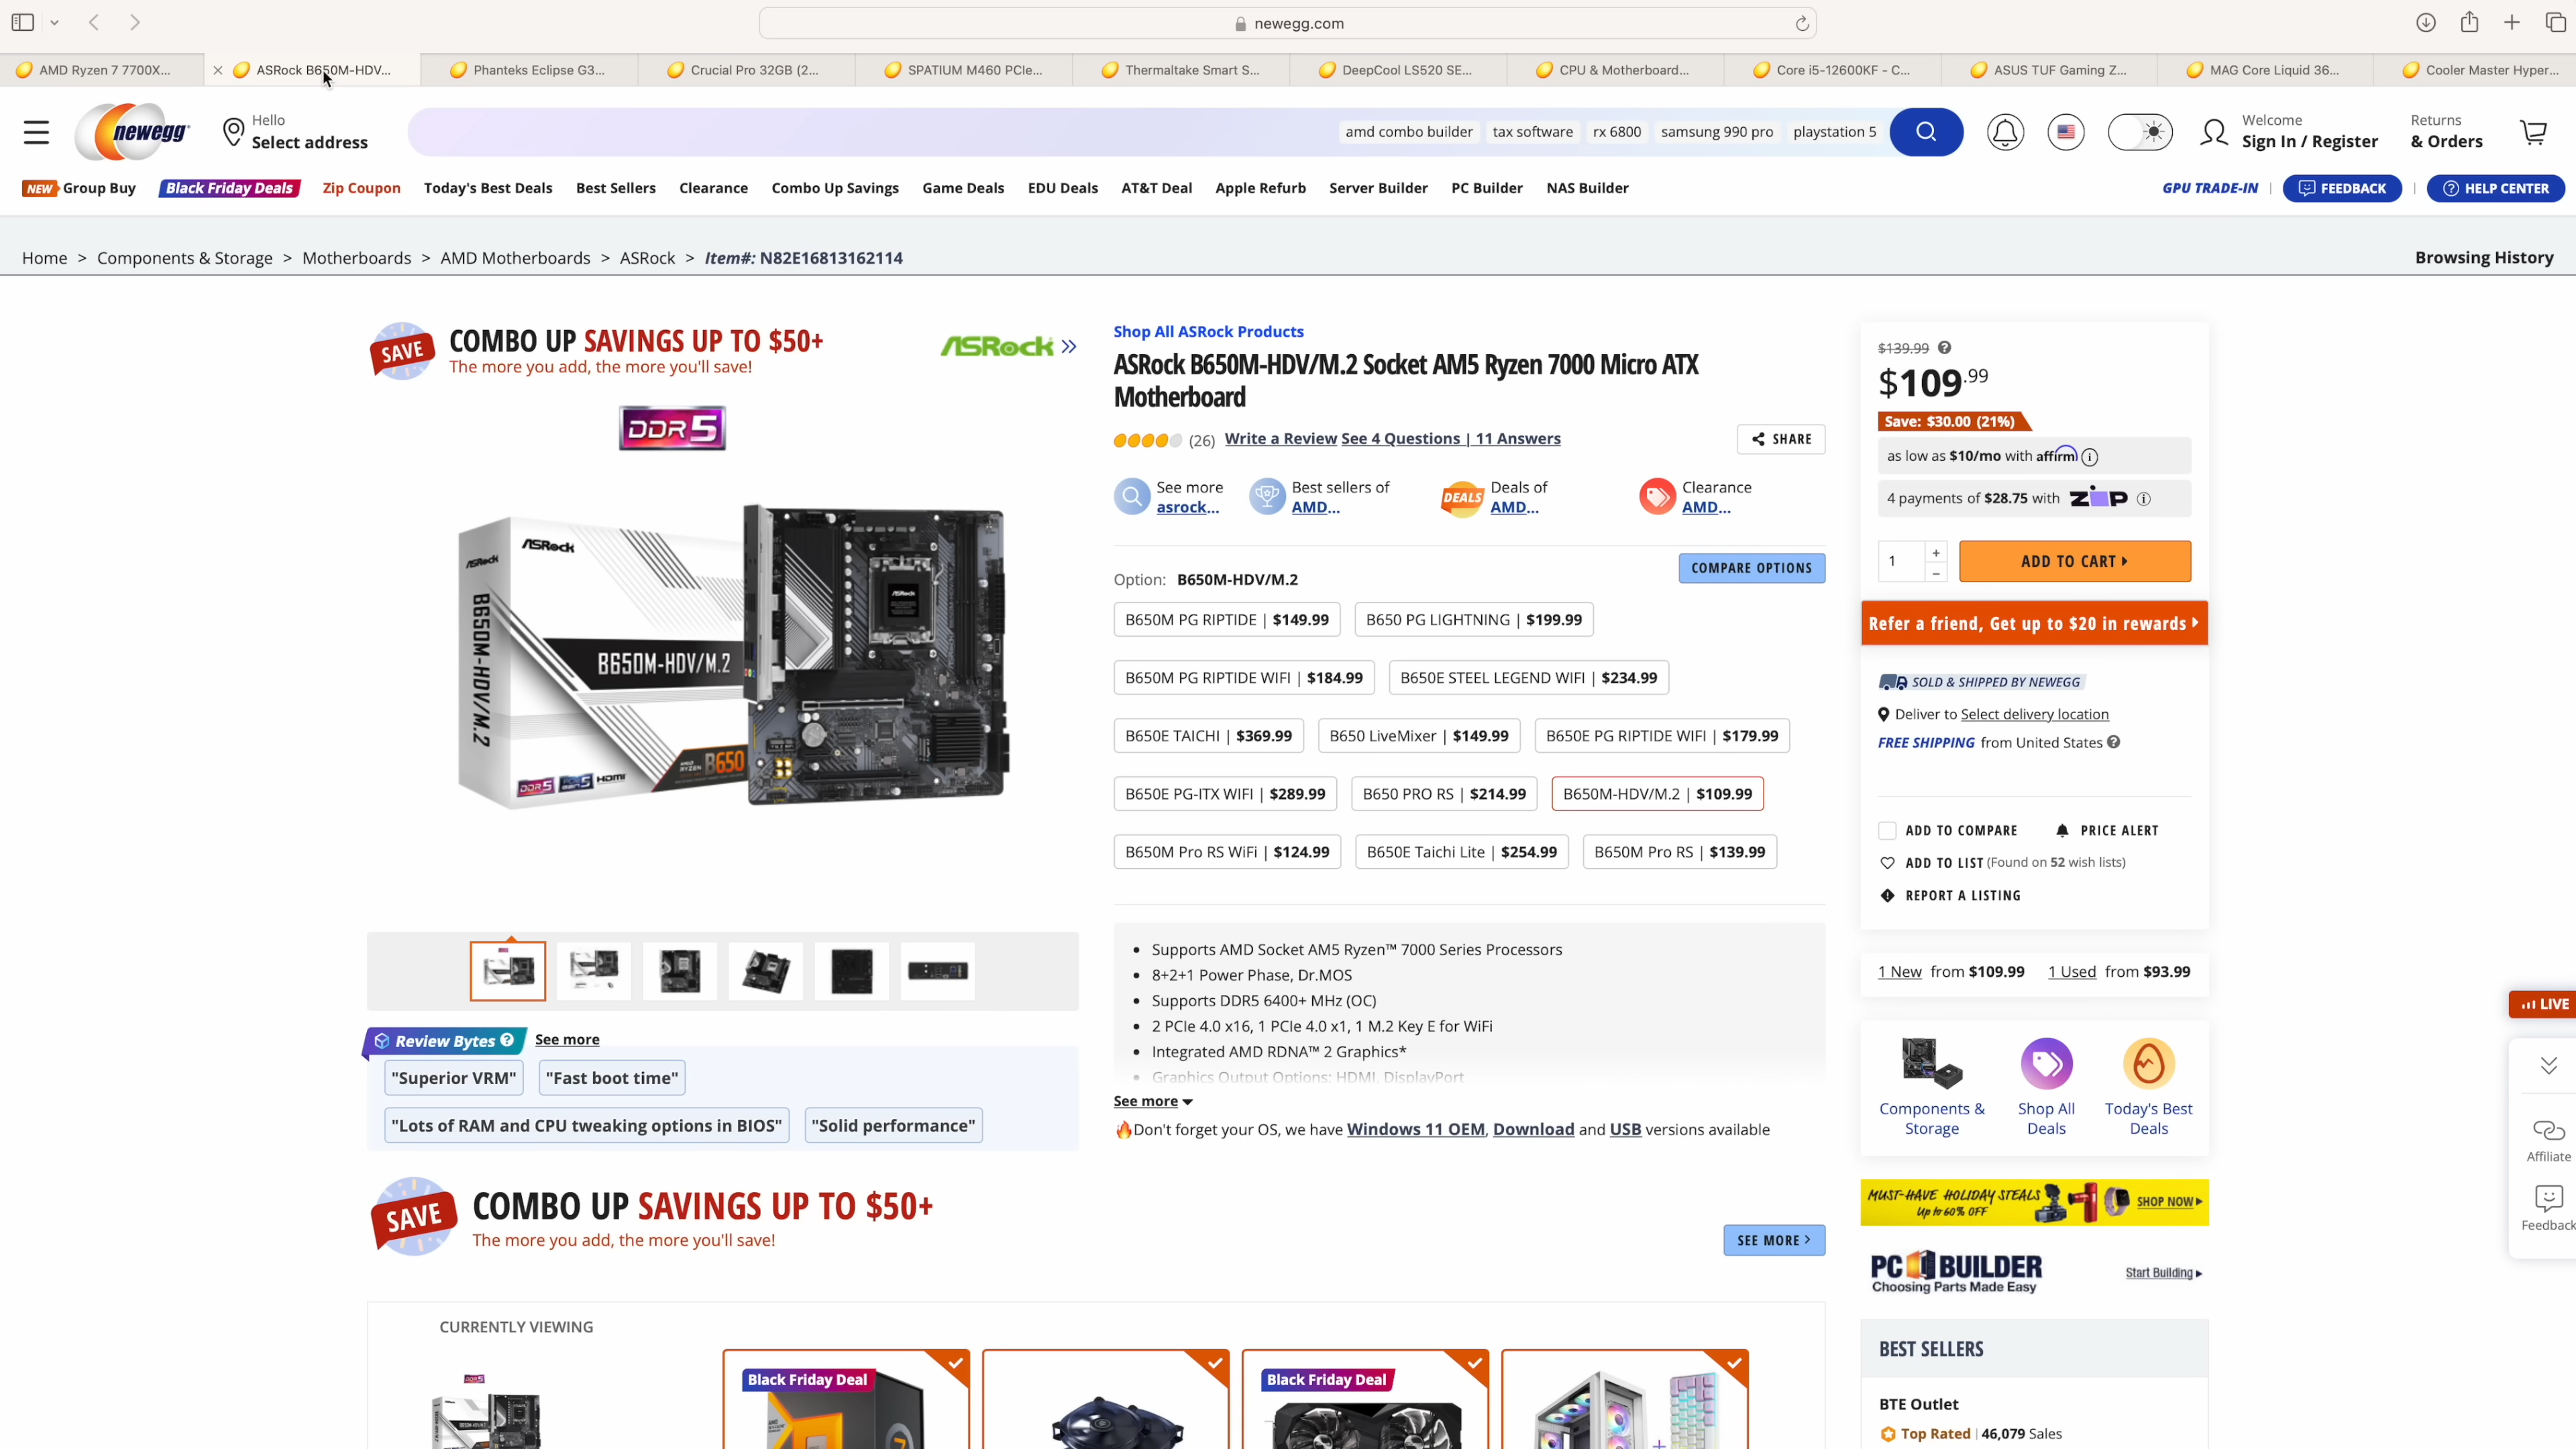 newegg.com
AMD Ryzen 7 7700X...
ASRock B650M-HDV...
Phanteks Eclipse G3...
Crucial Pro 32GB (2...
SPATIUM M460 PCIe...
Thermaltake Smart S...
DeepCool LS520 SE...
CPU & Motherboard...
Core i5-12600KF - C...
ASUS TUF Gaming Z...
MAG Core Liquid 36...
Cooler Master Hyper...
newegg
Hello
Select address
amd combo builder
tax software
rx 6800
samsung 990 pro
playstation 5
Welcome
Sign In / Register
Returns
& Orders
NEW Group Buy
Black Friday Deals
Zip Coupon
Today's Best Deals
Best Sellers
Clearance
Combo Up Savings
Game Deals
EDU Deals
AT&T Deal
Apple Refurb
Server Builder
PC Builder
NAS Builder
GPU TRADE-IN
FEEDBACK
HELP CENTER
Home > Components & Storage > Motherboards > AMD Motherboards > ASRock > Item#: N82E16813162114
Browsing History
SAVE
COMBO UP SAVINGS UP TO $50+
The more you add, the more you'll save!
ASRock
DDR5
ASRock
ASRock
B650M-HDV/M.2
B650M-HDV/M.2
AMD RYZEN B650
DDR5
HDMI
Review Bytes
See more
"Superior VRM"
"Fast boot time"
"Lots of RAM and CPU tweaking options in BIOS"
"Solid performance"
Shop All ASRock Products
ASRock B650M-HDV/M.2 Socket AM5 Ryzen 7000 Micro ATX
Motherboard
(26) Write a Review See 4 Questions | 11 Answers
SHARE
See more
asrock...
Best sellers of
AMD...
DEALS
Deals of
AMD...
Clearance
AMD...
Option: B650M-HDV/M.2
COMPARE OPTIONS
B650M PG RIPTIDE | $149.99
B650 PG LIGHTNING | $199.99
B650M PG RIPTIDE WIFI | $184.99
B650E STEEL LEGEND WIFI | $234.99
B650E TAICHI | $369.99
B650 LiveMixer | $149.99
B650E PG RIPTIDE WIFI | $179.99
B650E PG-ITX WIFI | $289.99
B650 PRO RS | $214.99
B650M-HDV/M.2 | $109.99
B650M Pro RS WiFi | $124.99
B650E Taichi Lite | $254.99
B650M Pro RS | $139.99
• Supports AMD Socket AM5 Ryzen™ 7000 Series Processors
• 8+2+1 Power Phase, Dr.MOS
• Supports DDR5 6400+ MHz (OC)
• 2 PCIe 4.0 x16, 1 PCIe 4.0 x1, 1 M.2 Key E for WiFi
• Integrated AMD RDNA™ 2 Graphics*
• Graphics Output Options: HDMI, DisplayPort
See more
Don't forget your OS, we have Windows 11 OEM, Download and USB versions available
$139.99
$109.99
Save: $30.00 (21%)
as low as $10/mo with affirm
4 payments of $28.75 with ZIP
1
+
−
ADD TO CART
Refer a friend, Get up to $20 in rewards
SOLD & SHIPPED BY NEWEGG
Deliver to Select delivery location
FREE SHIPPING from United States
ADD TO COMPARE
PRICE ALERT
ADD TO LIST (Found on 52 wish lists)
REPORT A LISTING
1 New from $109.99
1 Used from $93.99
Components &
Storage
Shop All
Deals
Today's Best
Deals
MUST-HAVE HOLIDAY STEALS
Up to 60% OFF
SHOP NOW
PC BUILDER
Choosing Parts Made Easy
Start Building
BEST SELLERS
BTE Outlet
Top Rated | 46,079 Sales
LIVE
Affiliate
Feedback
SAVE
COMBO UP SAVINGS UP TO $50+
The more you add, the more you'll save!
SEE MORE
CURRENTLY VIEWING
Black Friday Deal
Black Friday Deal